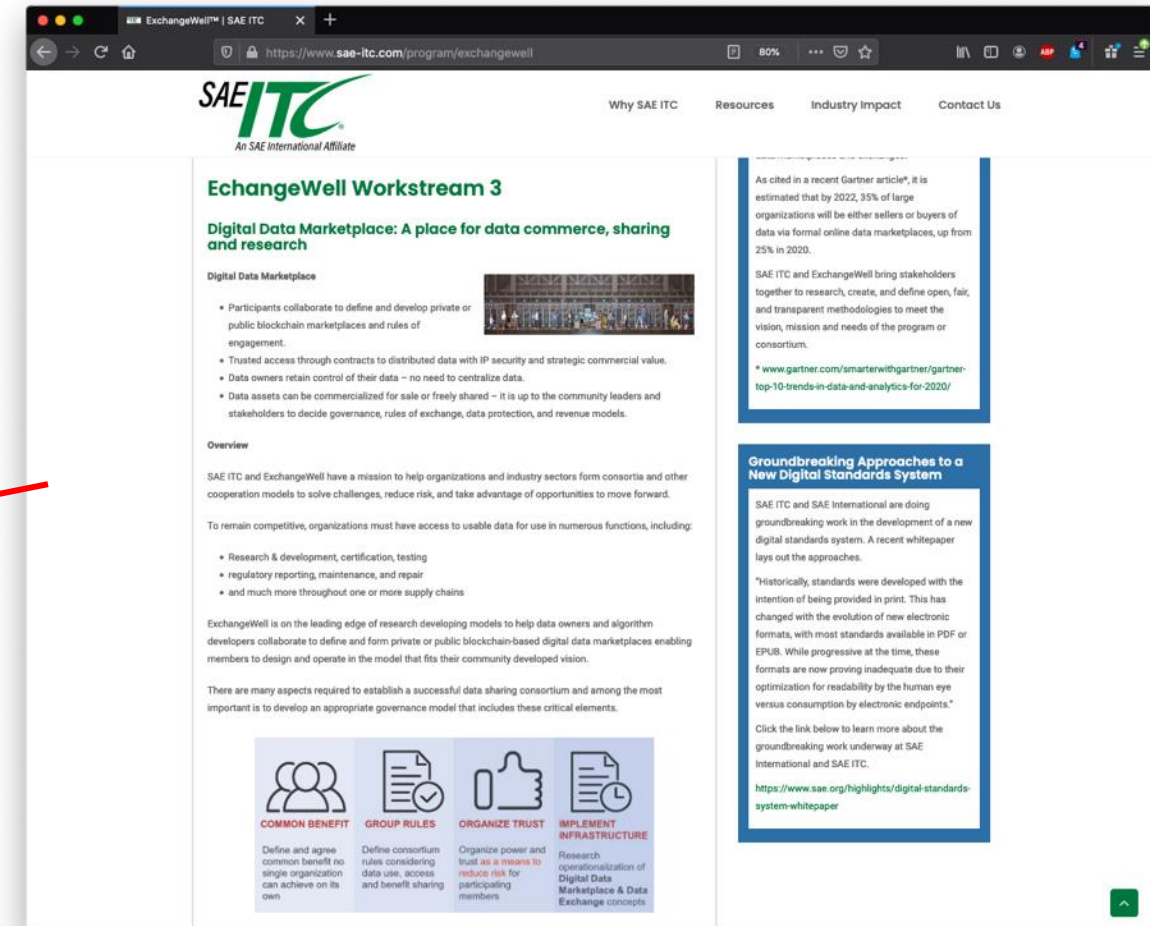 ExchangeWell™ | SAE ITC
https://www.sae-itc.com/program/exchangewell
80%
ABP
4
SAE ITC
An SAE International Affiliate
Why SAE ITC
Resources
Industry Impact
Contact Us
EchangeWell Workstream 3
Digital Data Marketplace: A place for data commerce, sharing
and research
Digital Data Marketplace
• Participants collaborate to define and develop private or
public blockchain marketplaces and rules of
engagement.
• Trusted access through contracts to distributed data with IP security and strategic commercial value.
• Data owners retain control of their data – no need to centralize data.
• Data assets can be commercialized for sale or freely shared – it is up to the community leaders and
stakeholders to decide governance, rules of exchange, data protection, and revenue models.
Overview
SAE ITC and ExchangeWell have a mission to help organizations and industry sectors form consortia and other
cooperation models to solve challenges, reduce risk, and take advantage of opportunities to move forward.
To remain competitive, organizations must have access to usable data for use in numerous functions, including:
• Research & development, certification, testing
• regulatory reporting, maintenance, and repair
• and much more throughout one or more supply chains
ExchangeWell is on the leading edge of research developing models to help data owners and algorithm
developers collaborate to define and form private or public blockchain-based digital data marketplaces enabling
members to design and operate in the model that fits their community developed vision.
There are many aspects required to establish a successful data sharing consortium and among the most
important is to develop an appropriate governance model that includes these critical elements.
COMMON BENEFIT
Define and agree
common benefit no
single organization
can achieve on its
own
GROUP RULES
Define consortium
rules considering
data use, access
and benefit sharing
ORGANIZE TRUST
Organize power and
trust as a means to
reduce risk for
participating
members
IMPLEMENT
INFRASTRUCTURE
Research
operationalization of
Digital Data
Marketplace & Data
Exchange concepts
As cited in a recent Gartner article*, it is
estimated that by 2022, 35% of large
organizations will be either sellers or buyers of
data via formal online data marketplaces, up from
25% in 2020.
SAE ITC and ExchangeWell bring stakeholders
together to research, create, and define open, fair,
and transparent methodologies to meet the
vision, mission and needs of the program or
consortium.
* www.gartner.com/smarterwithgartner/gartner-
top-10-trends-in-data-and-analytics-for-2020/
Groundbreaking Approaches to a
New Digital Standards System
SAE ITC and SAE International are doing
groundbreaking work in the development of a new
digital standards system. A recent whitepaper
lays out the approaches.
"Historically, standards were developed with the
intention of being provided in print. This has
changed with the evolution of new electronic
formats, with most standards available in PDF or
EPUB. While progressive at the time, these
formats are now proving inadequate due to their
optimization for readability by the human eye
versus consumption by electronic endpoints."
Click the link below to learn more about the
groundbreaking work underway at SAE
International and SAE ITC.
https://www.sae.org/highlights/digital-standards-
system-whitepaper